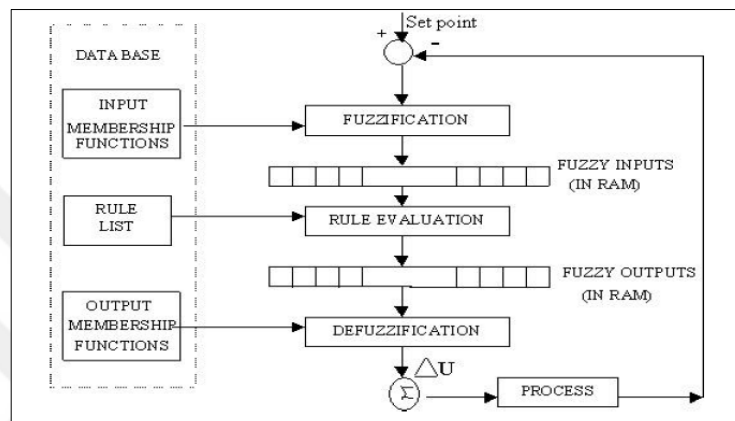 Set point
+
-
DATA BASE
INPUT
MEMBERSHIP
FUNCTIONS
FUZZIFICATION
FUZZY INPUTS
(IN RAM)
RULE
LIST
RULE EVALUATION
FUZZY OUTPUTS
(IN RAM)
OUTPUT
MEMBERSHIP
FUNCTIONS
DEFUZZIFICATION
△U
Σ
PROCESS